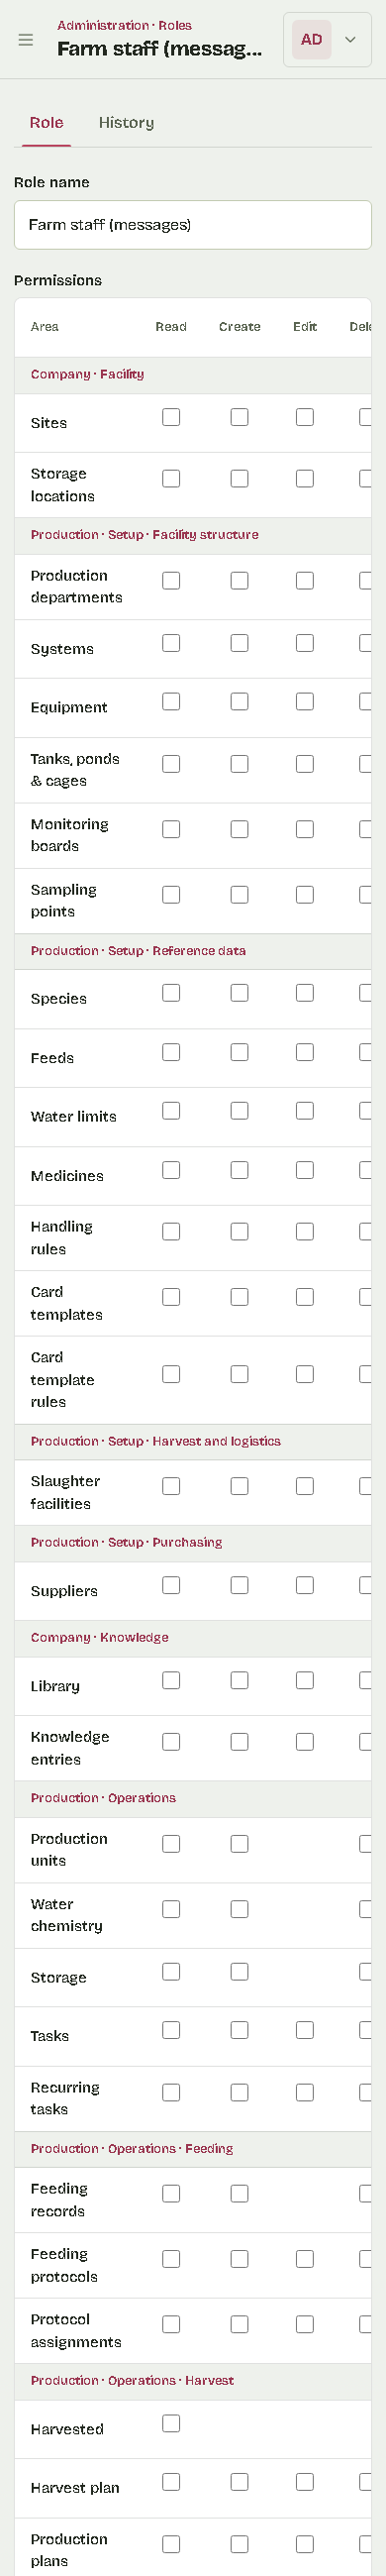 Administration · Roles
Farm staff (messag...
AD
Role
History
Role name
Farm staff (messages)
Permissions
Area Read Create Edit Dele
Company · Facility
Sites
Storage
locations
Production · Setup · Facility structure
Production
departments
Systems
Equipment
Tanks, ponds
& cages
Monitoring
boards
Sampling
points
Production · Setup · Reference data
Species
Feeds
Water limits
Medicines
Handling
rules
Card
templates
Card
template
rules
Production · Setup · Harvest and logistics
Slaughter
facilities
Production · Setup · Purchasing
Suppliers
Company · Knowledge
Library
Knowledge
entries
Production · Operations
Production
units
Water
chemistry
Storage
Tasks
Recurring
tasks
Production · Operations · Feeding
Feeding
records
Feeding
protocols
Protocol
assignments
Production · Operations · Harvest
Harvested
Harvest plan
Production
plans